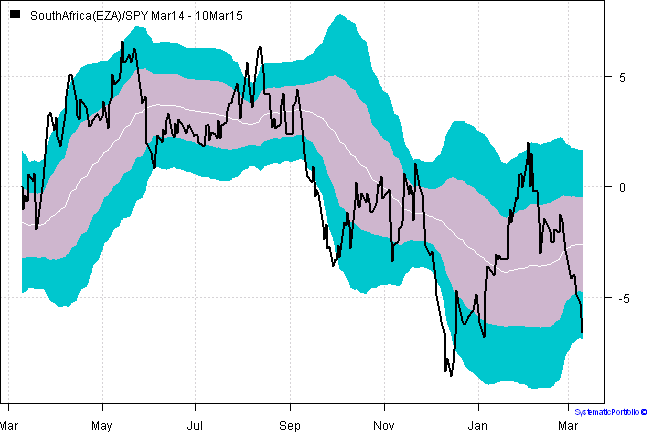 SouthAfrica(EZA)/SPY Mar14 - 10Mar15
5
0
-5
Mar May Jul Sep Nov Jan Mar
SystematicPortfolio ©